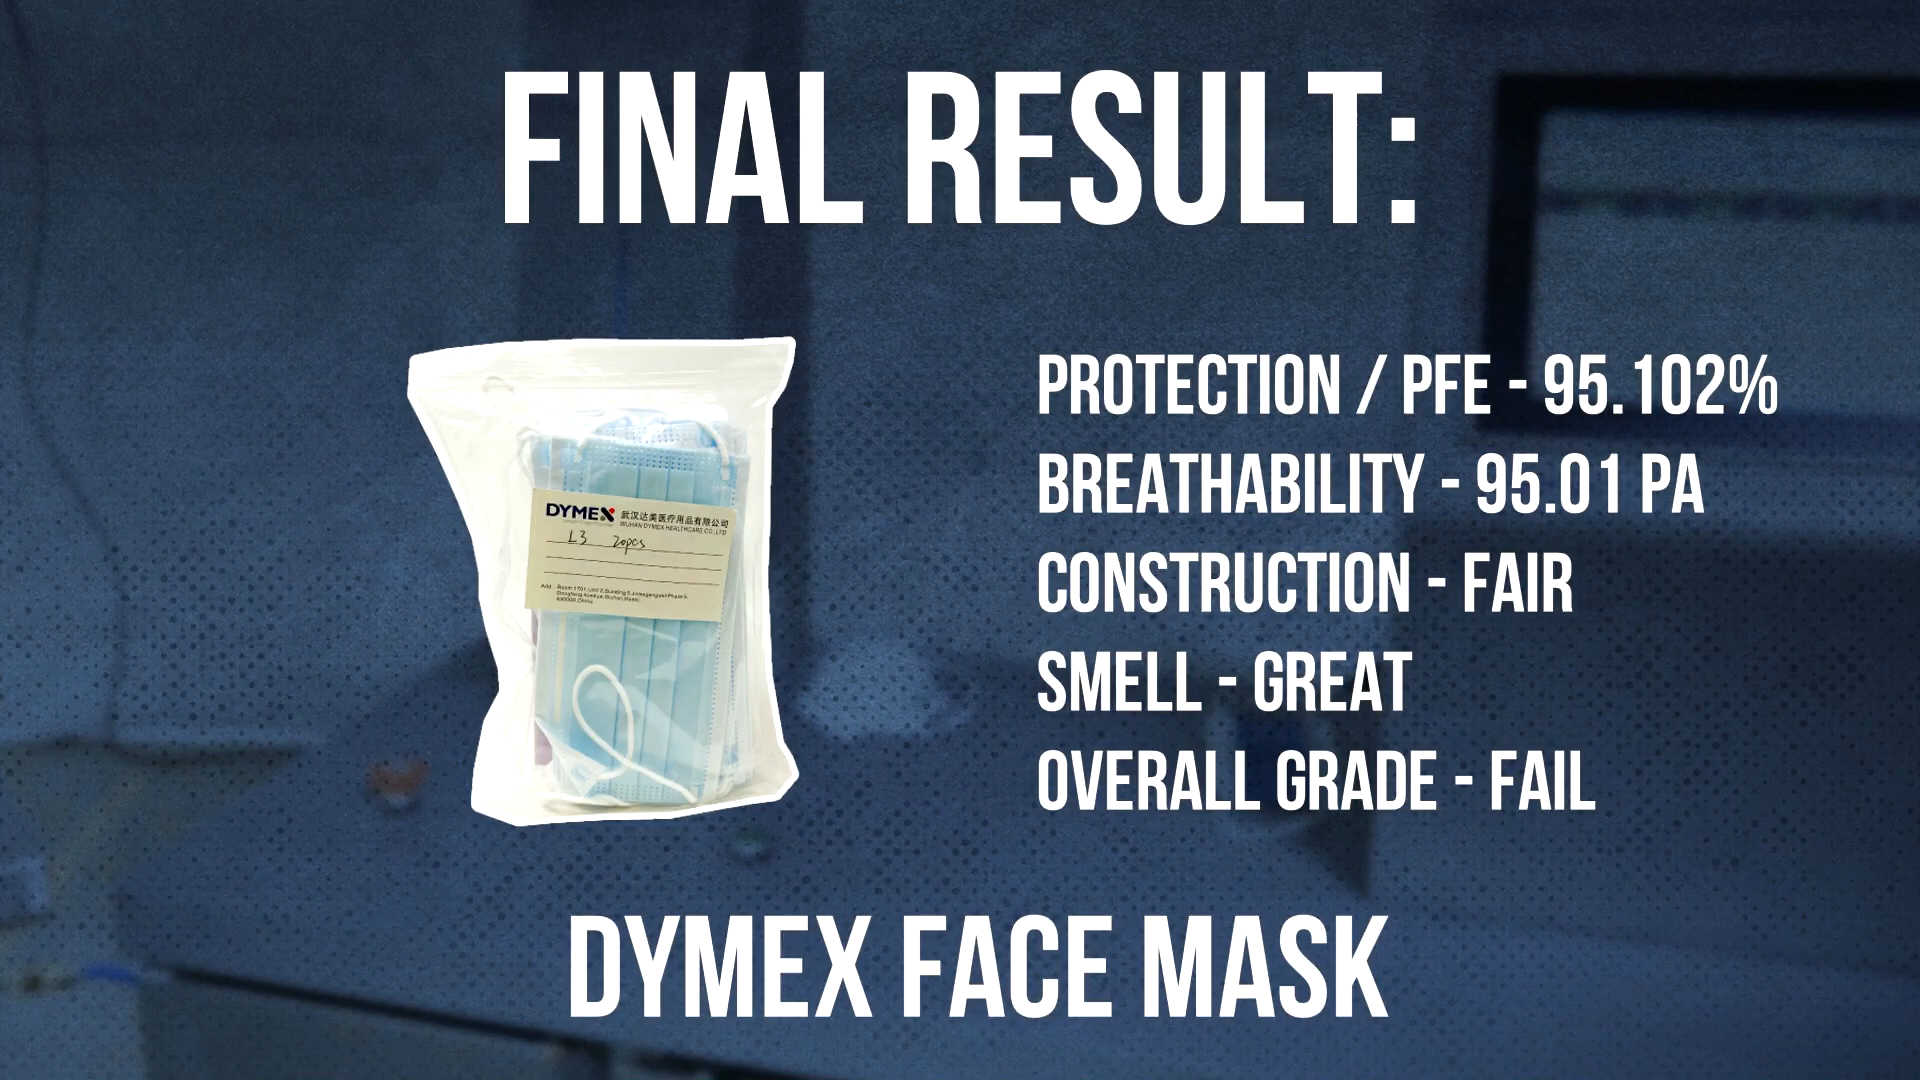 FINAL RESULT:
PROTECTION / PFE - 95.102%
BREATHABILITY - 95.01 PA
CONSTRUCTION - FAIR
SMELL - GREAT
OVERALL GRADE - FAIL
DYMEX 武汉达美医疗用品有限公司
WUHAN DYMEX HEALTHCARE CO.,LTD
L3 20pcs
DYMEX FACE MASK